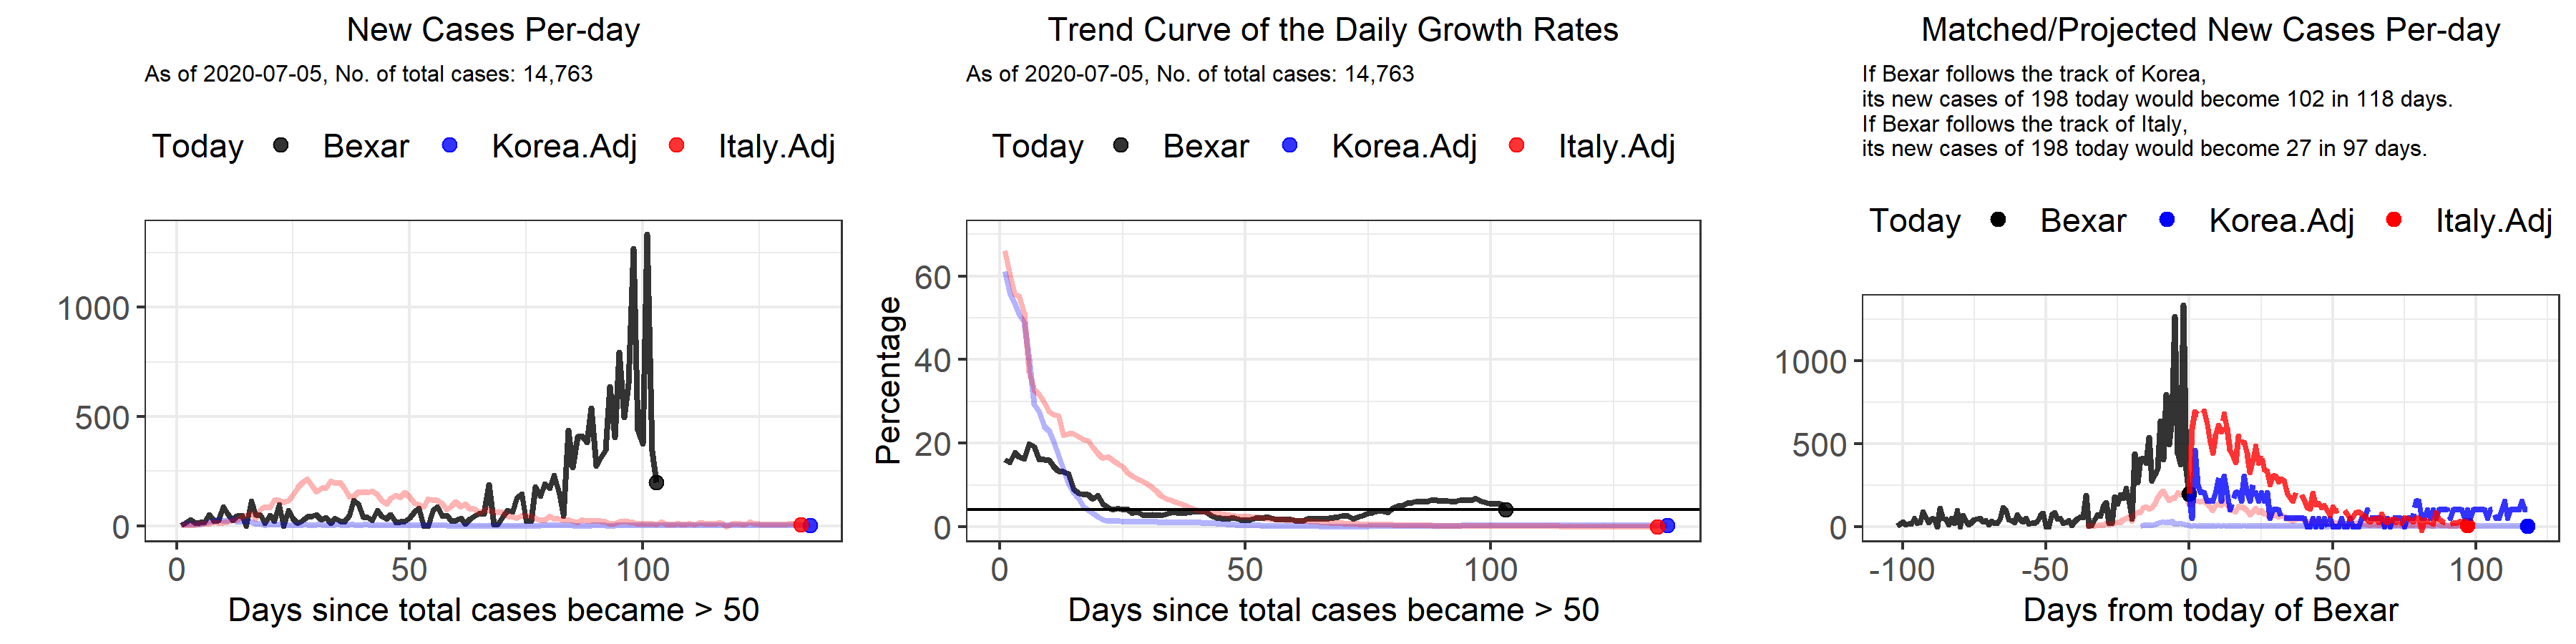 New Cases Per-day
As of 2020-07-05, No. of total cases: 14,763
Today Bexar Korea.Adj Italy.Adj
1000
500
0
0 50 100
Days since total cases became > 50
Trend Curve of the Daily Growth Rates
As of 2020-07-05, No. of total cases: 14,763
Today Bexar Korea.Adj Italy.Adj
Percentage
60
40
20
0
0 50 100
Days since total cases became > 50
Matched/Projected New Cases Per-day
If Bexar follows the track of Korea,
its new cases of 198 today would become 102 in 118 days.
If Bexar follows the track of Italy,
its new cases of 198 today would become 27 in 97 days.
Today Bexar Korea.Adj Italy.Adj
1000
500
0
-100 -50 0 50 100
Days from today of Bexar